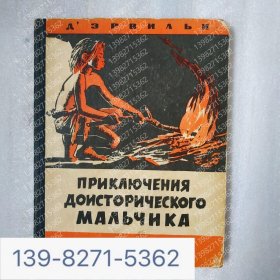 Д'ЭРВИЛЬИ
ПРИКЛЮЧЕНИЯ
ДОИСТОРИЧЕСКОГО
МАЛЬЧИКА
139-8271-5362